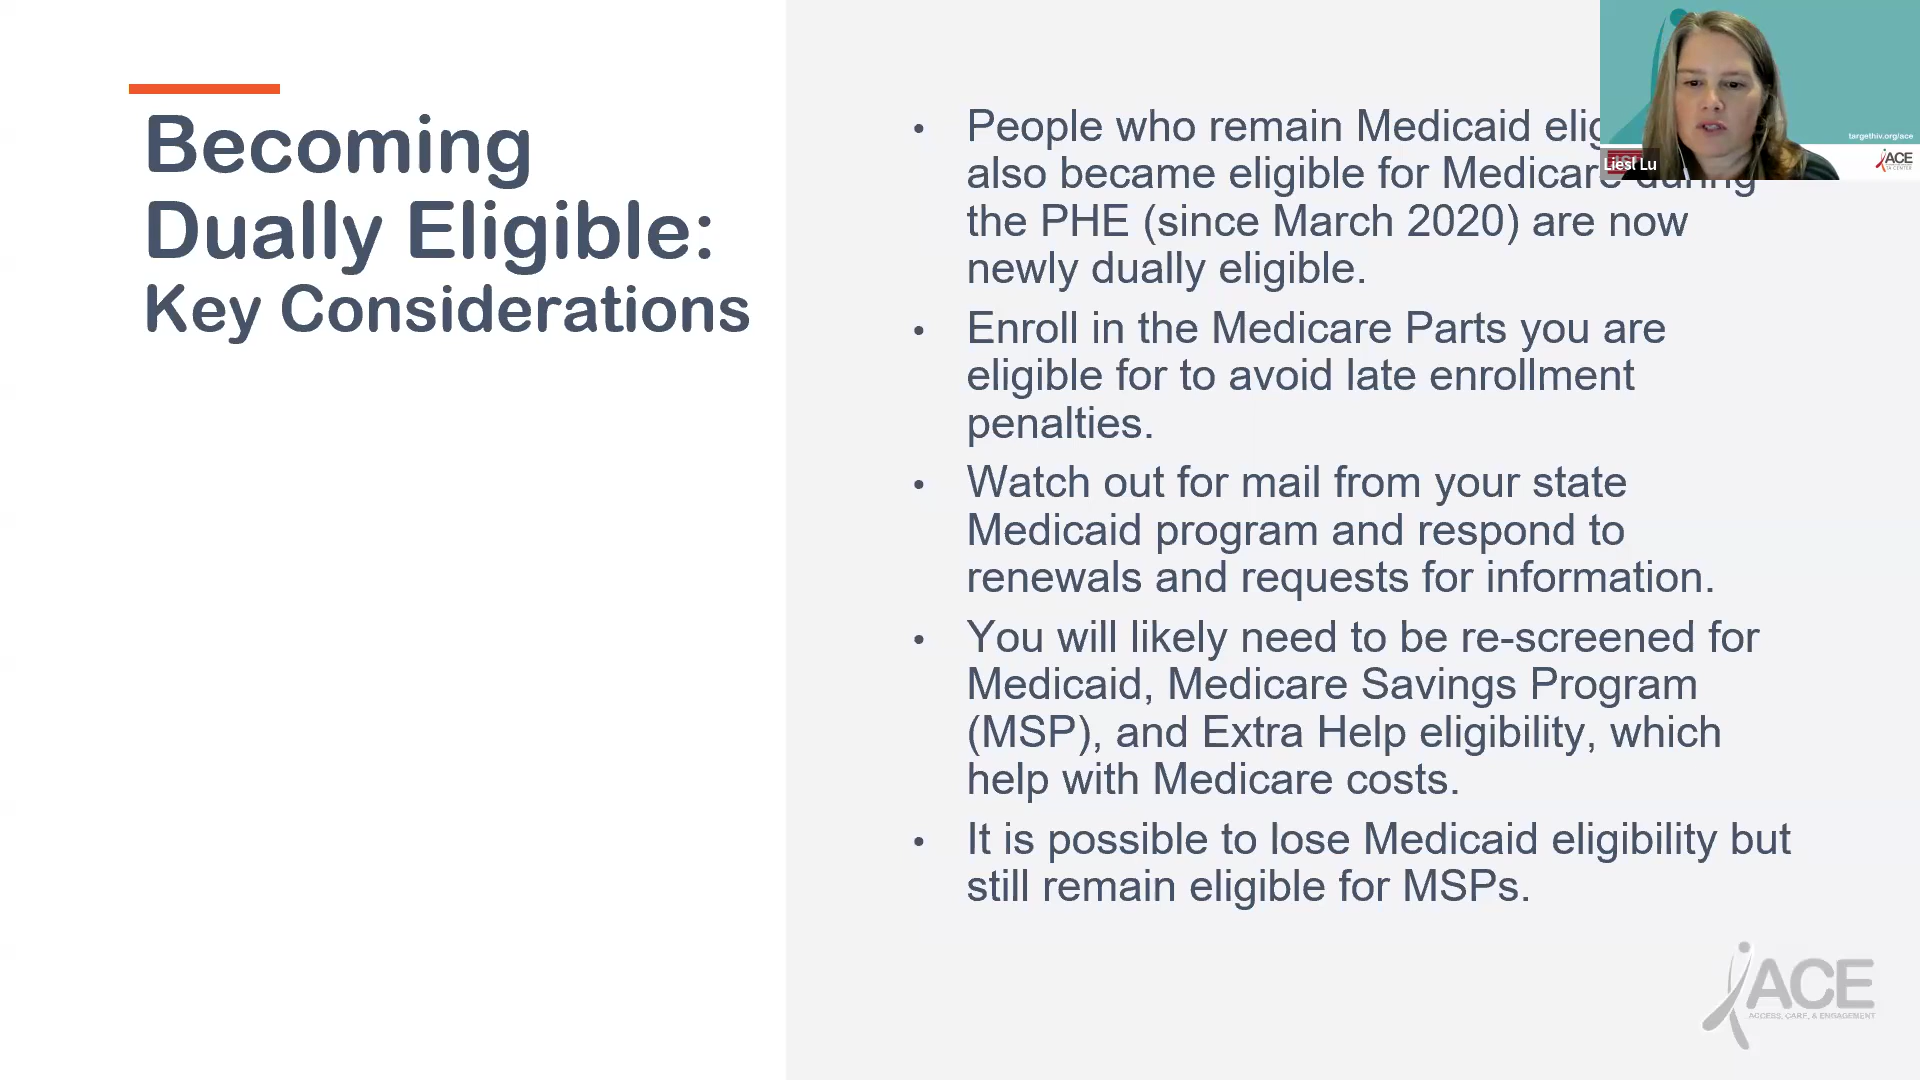 Becoming
Dually Eligible:
Key Considerations
• People who remain Medicaid
also became eligible for Medicare during
the PHE (since March 2020) are now
newly dually eligible.
• Enroll in the Medicare Parts you are
eligible for to avoid late enrollment
penalties.
• Watch out for mail from your state
Medicaid program and respond to
renewals and requests for information.
• You will likely need to be re-screened for
Medicaid, Medicare Savings Program
(MSP), and Extra Help eligibility, which
help with Medicare costs.
• It is possible to lose Medicaid eligibility but
still remain eligible for MSPs.
targethiv.org/ace
Liesl Lu
ACE
TA CENTER
ACE
ACCESS, CARE, & ENGAGEMENT